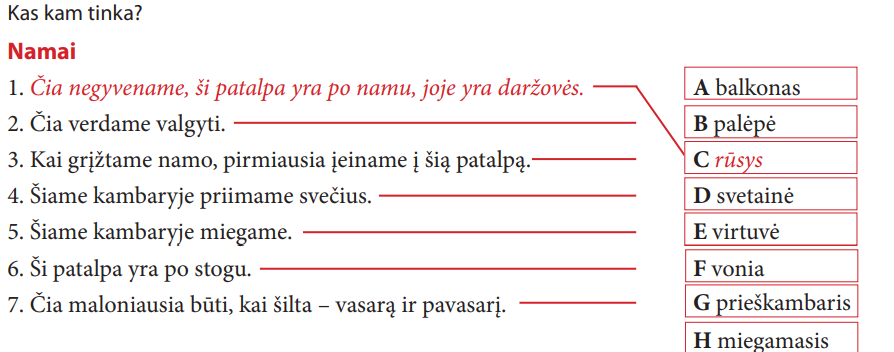 Kas kam tinka?
Namai
1. Čia negyvename, ši patalpa yra po namu, joje yra daržovės.
A balkonas
2. Čia verdame valgyti.
B palėpė
3. Kai grįžtame namo, pirmiausia įeiname į šią patalpą.
C rūsys
4. Šiame kambaryje priimame svečius.
D svetainė
5. Šiame kambaryje miegame.
E virtuvė
6. Ši patalpa yra po stogu.
F vonia
7. Čia maloniausia būti, kai šilta – vasarą ir pavasarį.
G prieškambaris
H miegamasis